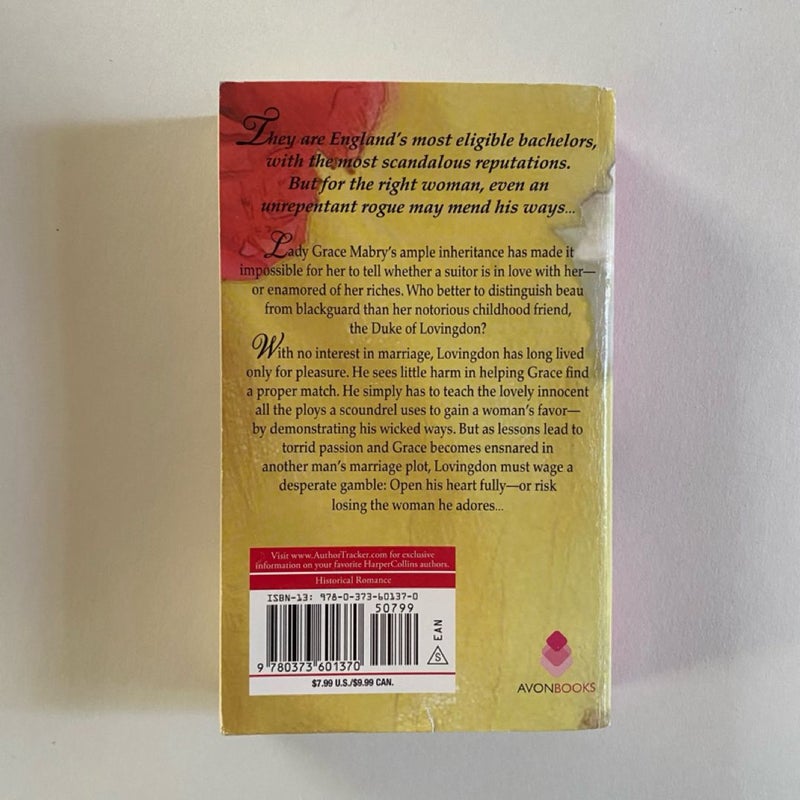 They are England's most eligible bachelors,
with the most scandalous reputations.
But for the right woman, even an
unrepentant rogue may mend his ways...
Lady Grace Mabry's ample inheritance has made it
impossible for her to tell whether a suitor is in love with her—
or enamored of her riches. Who better to distinguish beau
from blackguard than her notorious childhood friend,
the Duke of Lovingdon?
With no interest in marriage, Lovingdon has long lived
only for pleasure. He sees little harm in helping Grace find
a proper match. He simply has to teach the lovely innocent
all the ploys a scoundrel uses to gain a woman's favor—
by demonstrating his wicked ways. But as lessons lead to
torrid passion and Grace becomes ensnared in
another man's marriage plot, Lovingdon must wage a
desperate gamble: Open his heart fully—or risk
losing the woman he adores...
Visit www.AuthorTracker.com for exclusive
information on your favorite HarperCollins authors.
Historical Romance
ISBN-13: 978-0-373-60137-0
50799
EAN
S
9 780373 601370
$7.99 U.S./$9.99 CAN.
AVONBOOKS